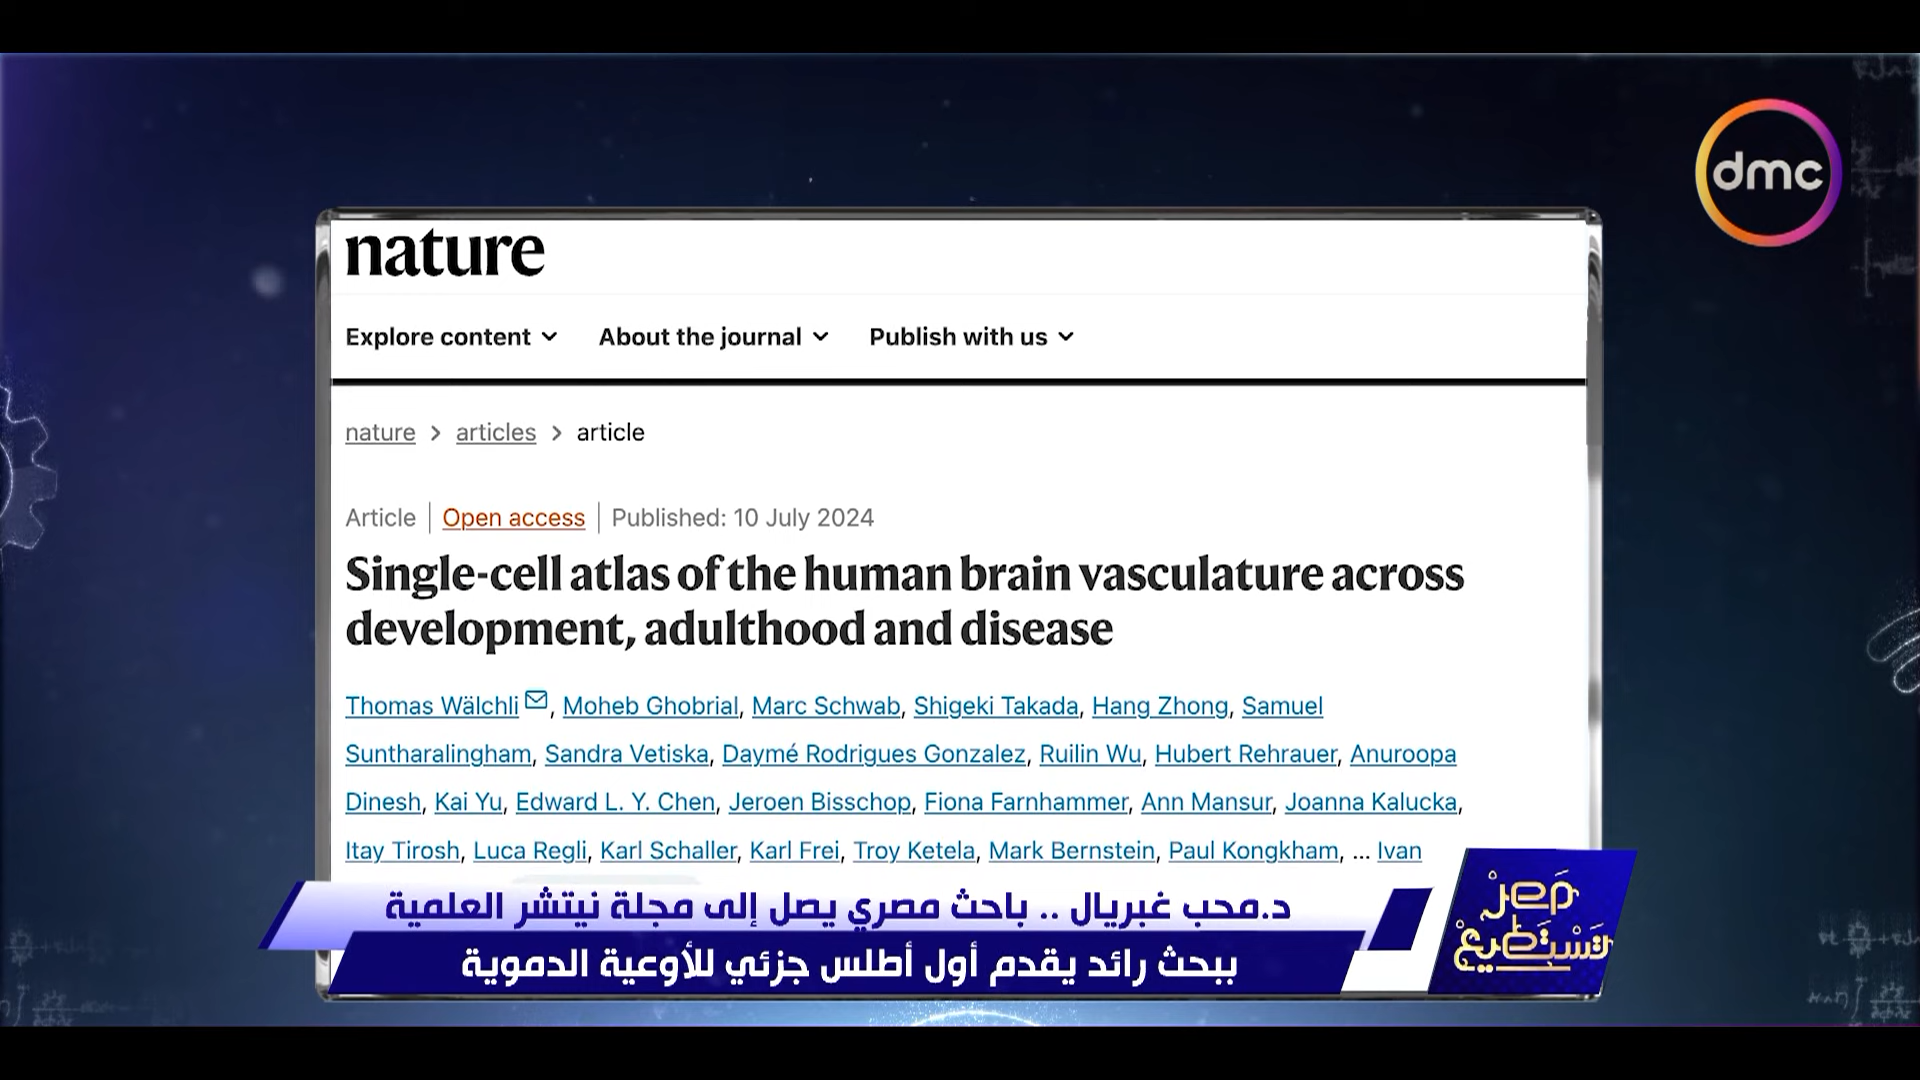 dmc
nature
Explore content
About the journal
Publish with us
nature > articles > article
Article | Open access | Published: 10 July 2024
Single-cell atlas of the human brain vasculature across
development, adulthood and disease
Thomas Wälchli, Moheb Ghobrial, Marc Schwab, Shigeki Takada, Hang Zhong, Samuel
Suntharalingham, Sandra Vetiska, Daymé Rodrigues Gonzalez, Ruilin Wu, Hubert Rehrauer, Anuroopa
Dinesh, Kai Yu, Edward L. Y. Chen, Jeroen Bisschop, Fiona Farnhammer, Ann Mansur, Joanna Kalucka,
Itay Tirosh, Luca Regli, Karl Schaller, Karl Frei, Troy Ketela, Mark Bernstein, Paul Kongkham, ... Ivan
د.محب غبريال .. باحث مصري يصل إلى مجلة نيتشر العلمية
ببحث رائد يقدم أول أطلس جزئي للأوعية الدموية
مصر
تستطيع